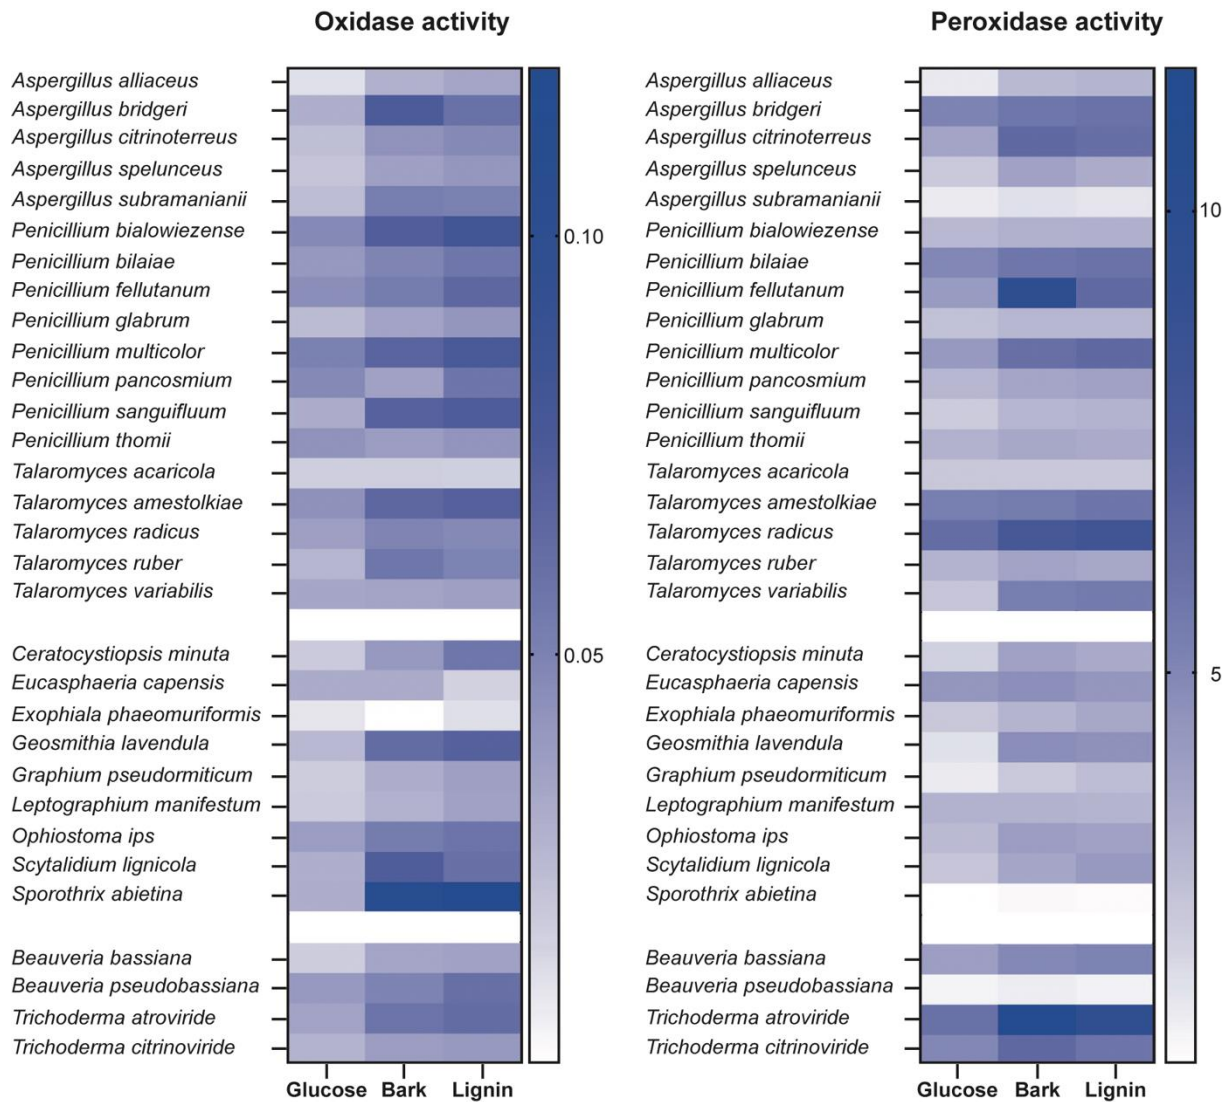 Oxidase activity
Aspergillus alliaceus
Aspergillus bridgeri
Aspergillus citrinoterreus
Aspergillus spelunceus
Aspergillus subramanianii
Penicillium bialowiezense
Penicillium bilaiae
Penicillium fellutanum
Penicillium glabrum
Penicillium multicolor
Penicillium pancosmium
Penicillium sanguifluum
Penicillium thomii
Talaromyces acaricola
Talaromyces amestolkiae
Talaromyces radicus
Talaromyces ruber
Talaromyces variabilis
Ceratocystiopsis minuta
Eucasphaeria capensis
Exophiala phaeomuriformis
Geosmithia lavendula
Graphium pseudormiticum
Leptographium manifestum
Ophiostoma ips
Scytalidium lignicola
Sporothrix abietina
Beauveria bassiana
Beauveria pseudobassiana
Trichoderma atroviride
Trichoderma citrinoviride
Glucose Bark Lignin
0.10
0.05
Peroxidase activity
Aspergillus alliaceus
Aspergillus bridgeri
Aspergillus citrinoterreus
Aspergillus spelunceus
Aspergillus subramanianii
Penicillium bialowiezense
Penicillium bilaiae
Penicillium fellutanum
Penicillium glabrum
Penicillium multicolor
Penicillium pancosmium
Penicillium sanguifluum
Penicillium thomii
Talaromyces acaricola
Talaromyces amestolkiae
Talaromyces radicus
Talaromyces ruber
Talaromyces variabilis
Ceratocystiopsis minuta
Eucasphaeria capensis
Exophiala phaeomuriformis
Geosmithia lavendula
Graphium pseudormiticum
Leptographium manifestum
Ophiostoma ips
Scytalidium lignicola
Sporothrix abietina
Beauveria bassiana
Beauveria pseudobassiana
Trichoderma atroviride
Trichoderma citrinoviride
Glucose Bark Lignin
10
5